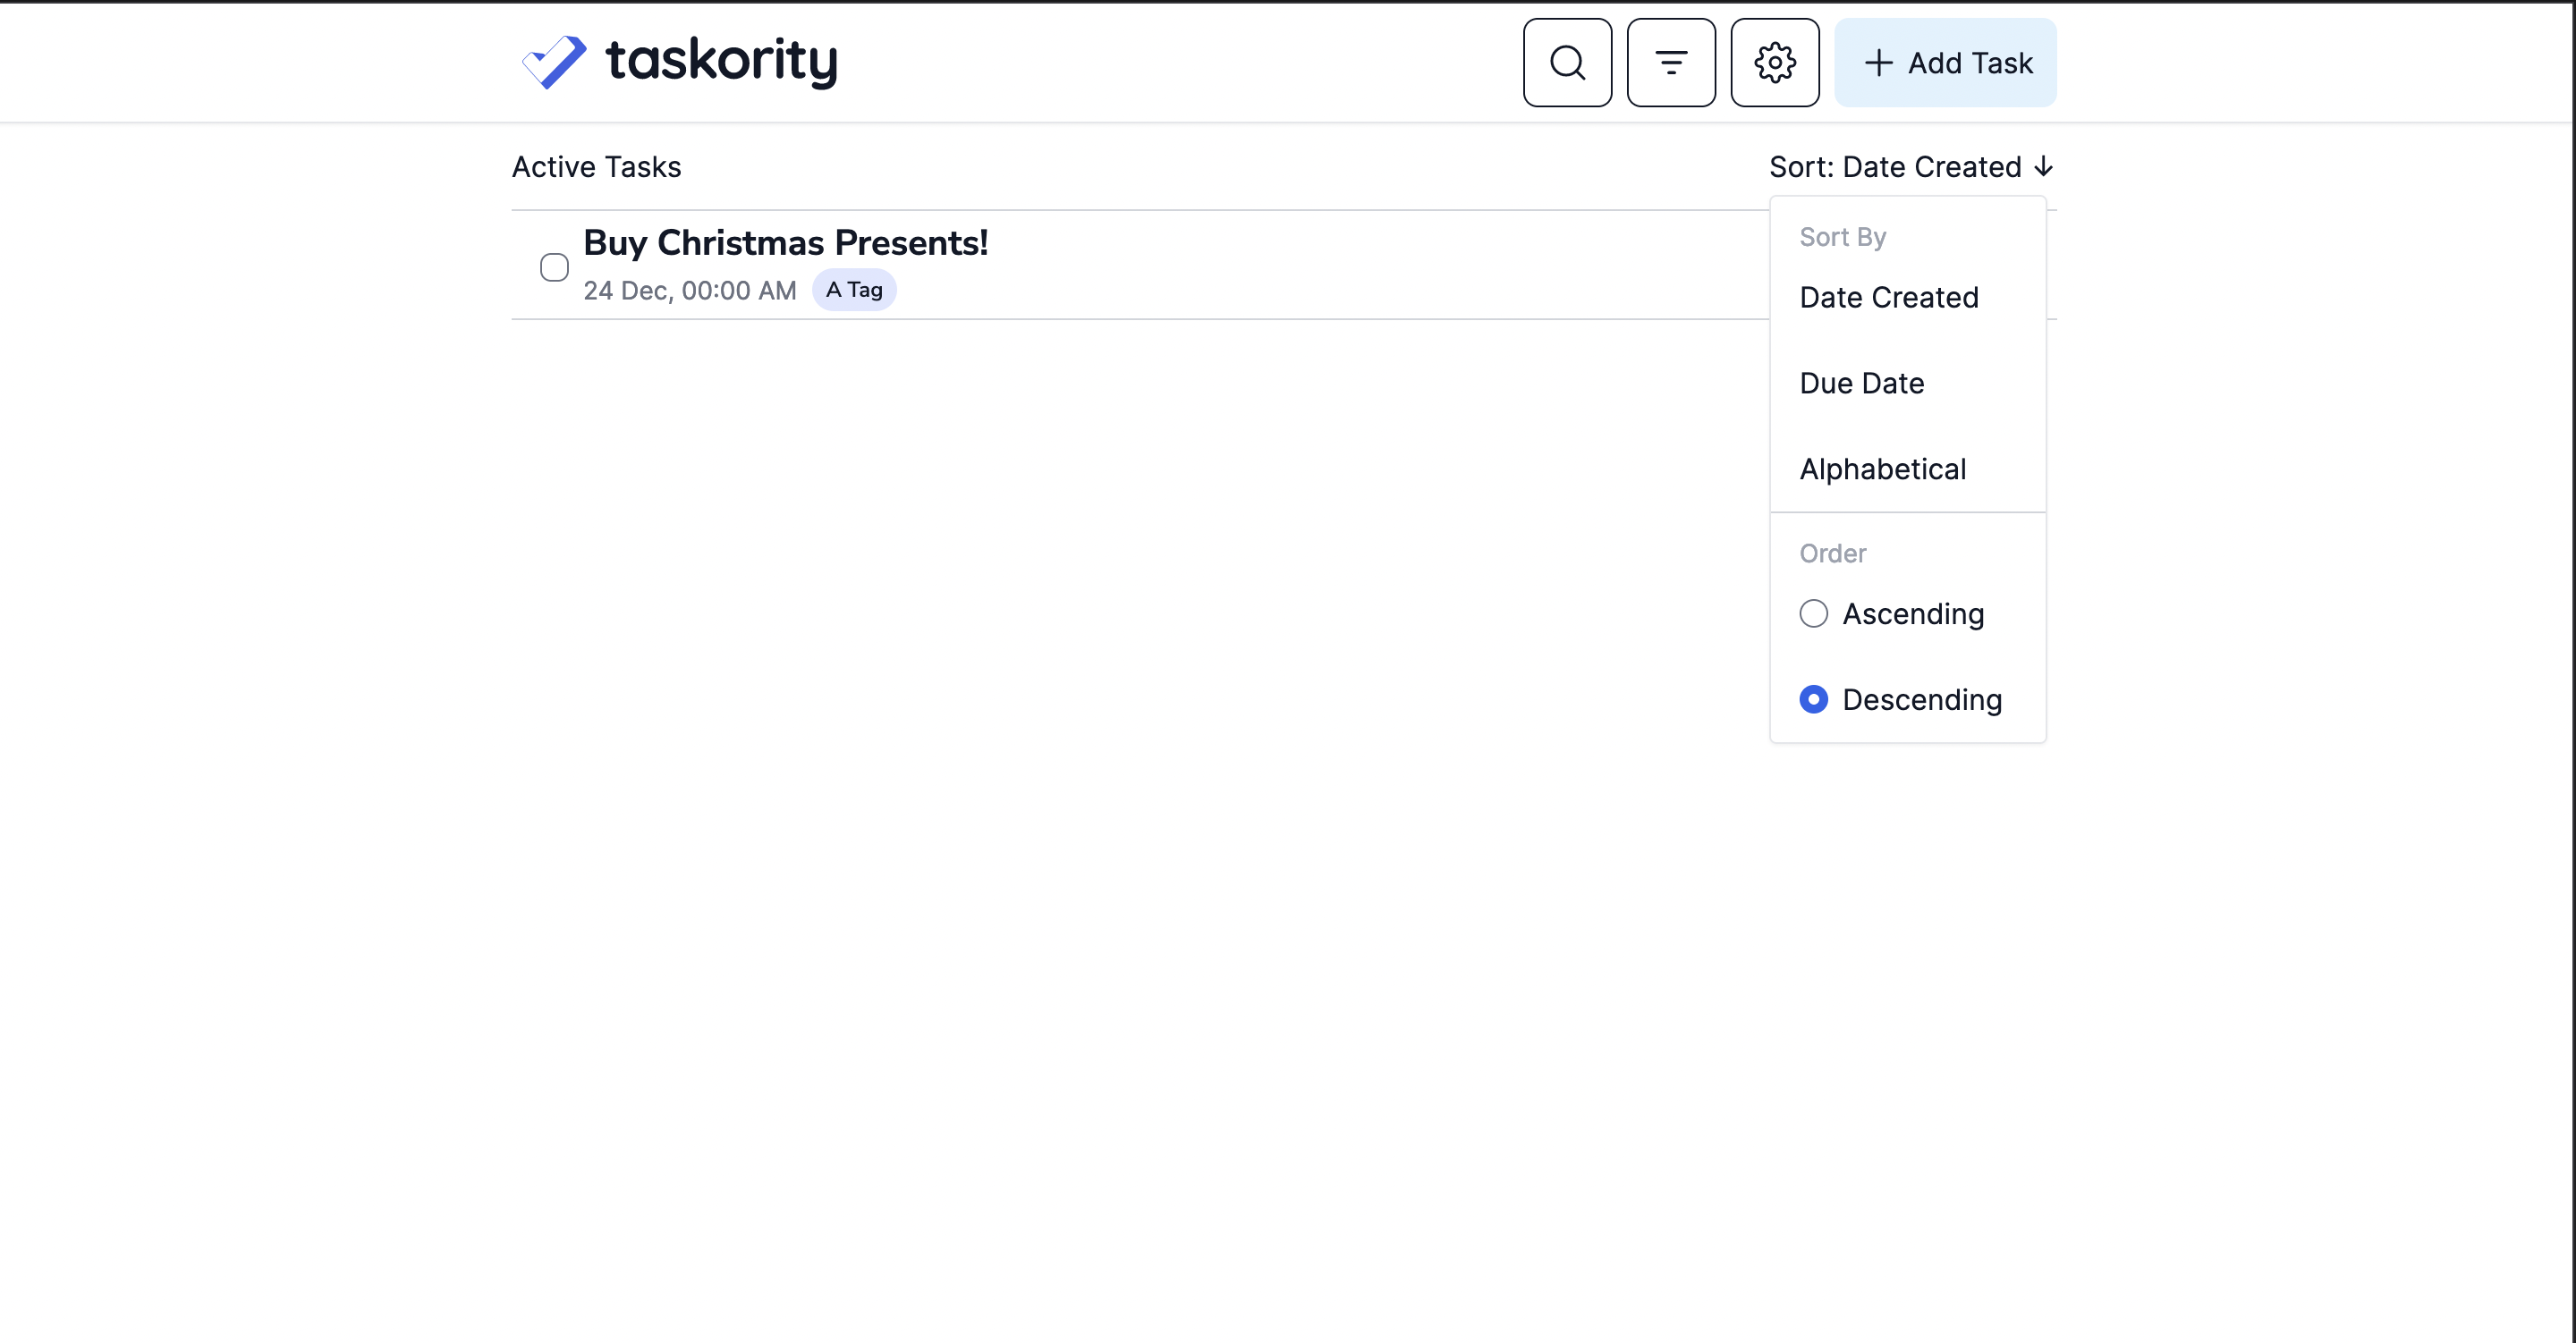 taskority
Add Task
Active Tasks
Sort: Date Created ↓
Buy Christmas Presents!
24 Dec, 00:00 AM A Tag
Sort By
Date Created
Due Date
Alphabetical
Order
Ascending
Descending